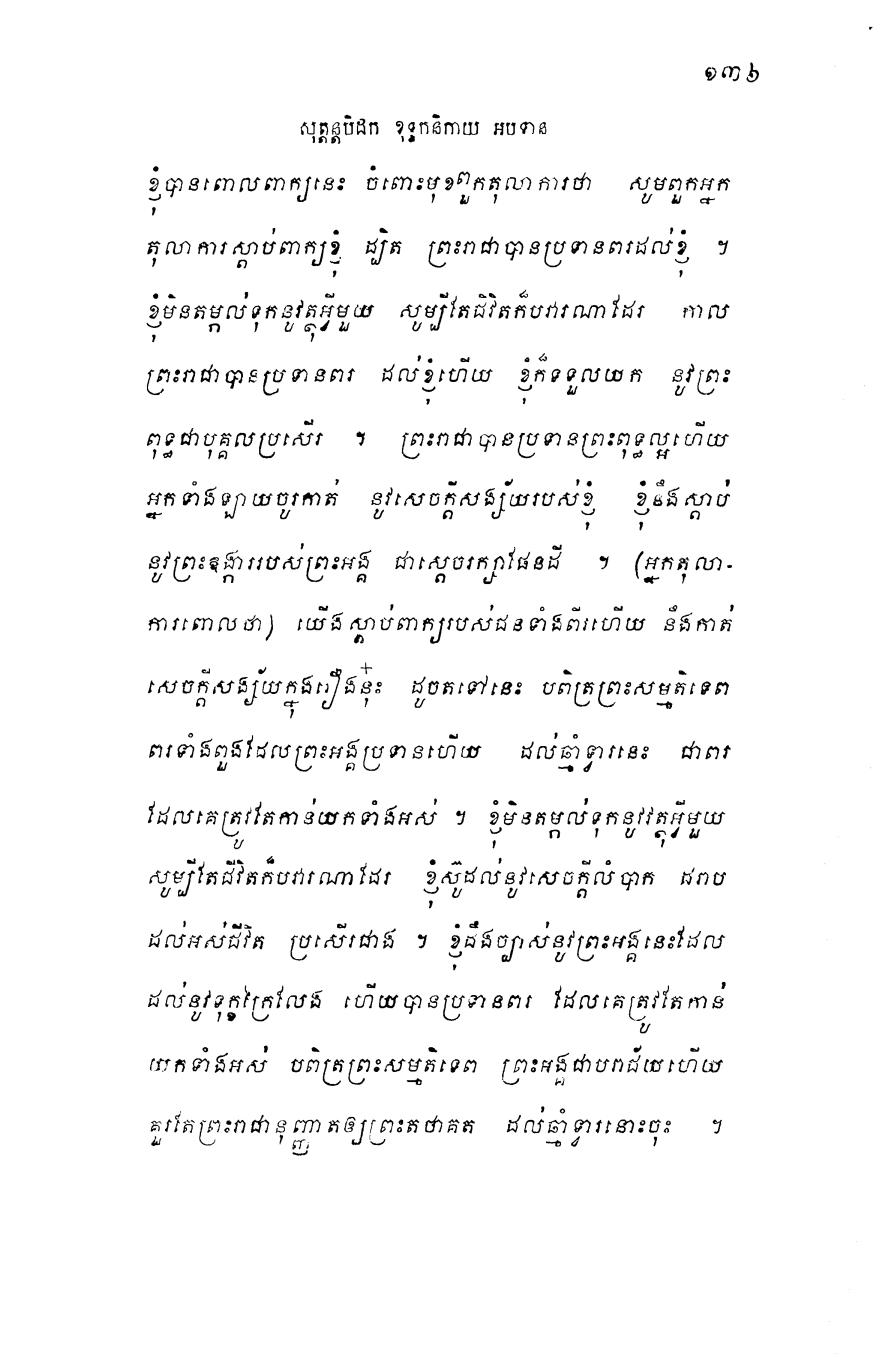 ១៣៦
សុត្តន្តបិដក ខុទ្ទកនិកាយ អបទាន
ខ្ញុំបានពោលពាក្យនេះ ចំពោះមុខពួកតុលាការថា សូមពួកអ្នក
តុលាការស្តាប់ពាក្យខ្ញុំ ដ្បិត ព្រះរាជាបានប្រទានពរដល់ខ្ញុំ ។
ខ្ញុំមិនតម្កល់ទុកនូវវត្ថុអ្វីមួយ សូម្បីតែជិវិតក៏បវារណាដែរ កាល
ព្រះរាជាបានប្រទានពរ ដល់ខ្ញុំហើយ ខ្ញុំក៏ទទួលយក នូវព្រះ
ពុទ្ធជាបុគ្គលប្រសើរ ។ ព្រះរាជាបានប្រទានព្រះពុទ្ធល្អហើយ
អ្នកទាំងឡាយចូរកាត់ នូវសេចក្តីសង្ស័យរបស់ខ្ញុំ ខ្ញុំនឹងស្តាប់
នូវព្រះឧង្ការរបស់ព្រះអង្គ ជាស្តេចរក្សាផែនដី ។ (អ្នកតុលា-
ការពោលថា) យើងស្តាប់ពាក្យរបស់ជនទាំងពីរហើយ នឹងកាត់
សេចក្តីសង្ស័យក្នុងរឿងនុ៎ះ ដូចតទៅនេះ បពិត្រព្រះសម្មតិទេព
ពរទាំងពួងដែលព្រះអង្គប្រទានហើយ ដល់ឆ្មាំទ្វារនេះ ជាពរ
ដែលគេត្រូវតែកាន់យកទាំងអស់ ។ ខ្ញុំមិនតម្កល់ទុកនូវវត្ថុអ្វីមួយ
សូម្បីតែជីវិតក៏បវារណាដែរ ខ្ញុំស៊ូដល់នូវសេចក្តីលំបាក ដរាប
ដល់អស់ជីវិត ប្រសើរជាង ។ ខ្ញុំដឹងច្បាស់នូវព្រះអង្គនេះដែល
ដល់នូវទុក្ខក្រៃលែង ហើយបានប្រទានពរ ដែលគេត្រូវតែកាន់
យកទាំងអស់ បពិត្រព្រះសម្មតិទេព ព្រះអង្គជាបរាជ័យហើយ
គួរតែព្រះរាជានុញ្ញាតឲ្យព្រះតថាគត ដល់ឆ្មាំទ្វារនោះចុះ ។